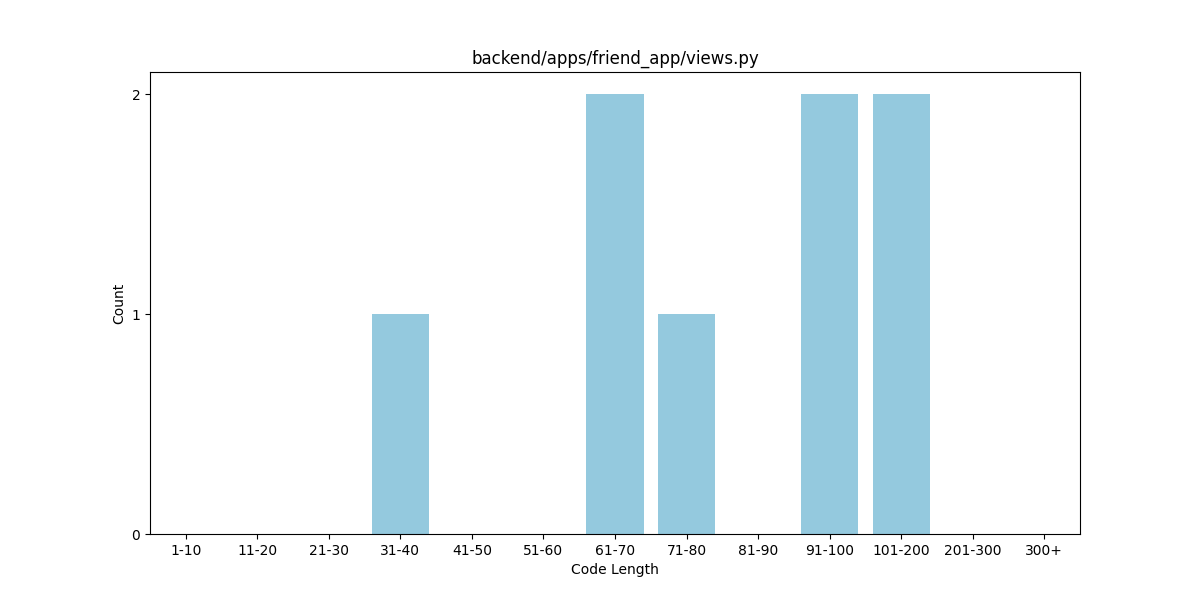 backend/apps/friend_app/views.py
Count
2
1
0
1-10 11-20 21-30 31-40 41-50 51-60 61-70 71-80 81-90 91-100 101-200 201-300 300+
Code Length